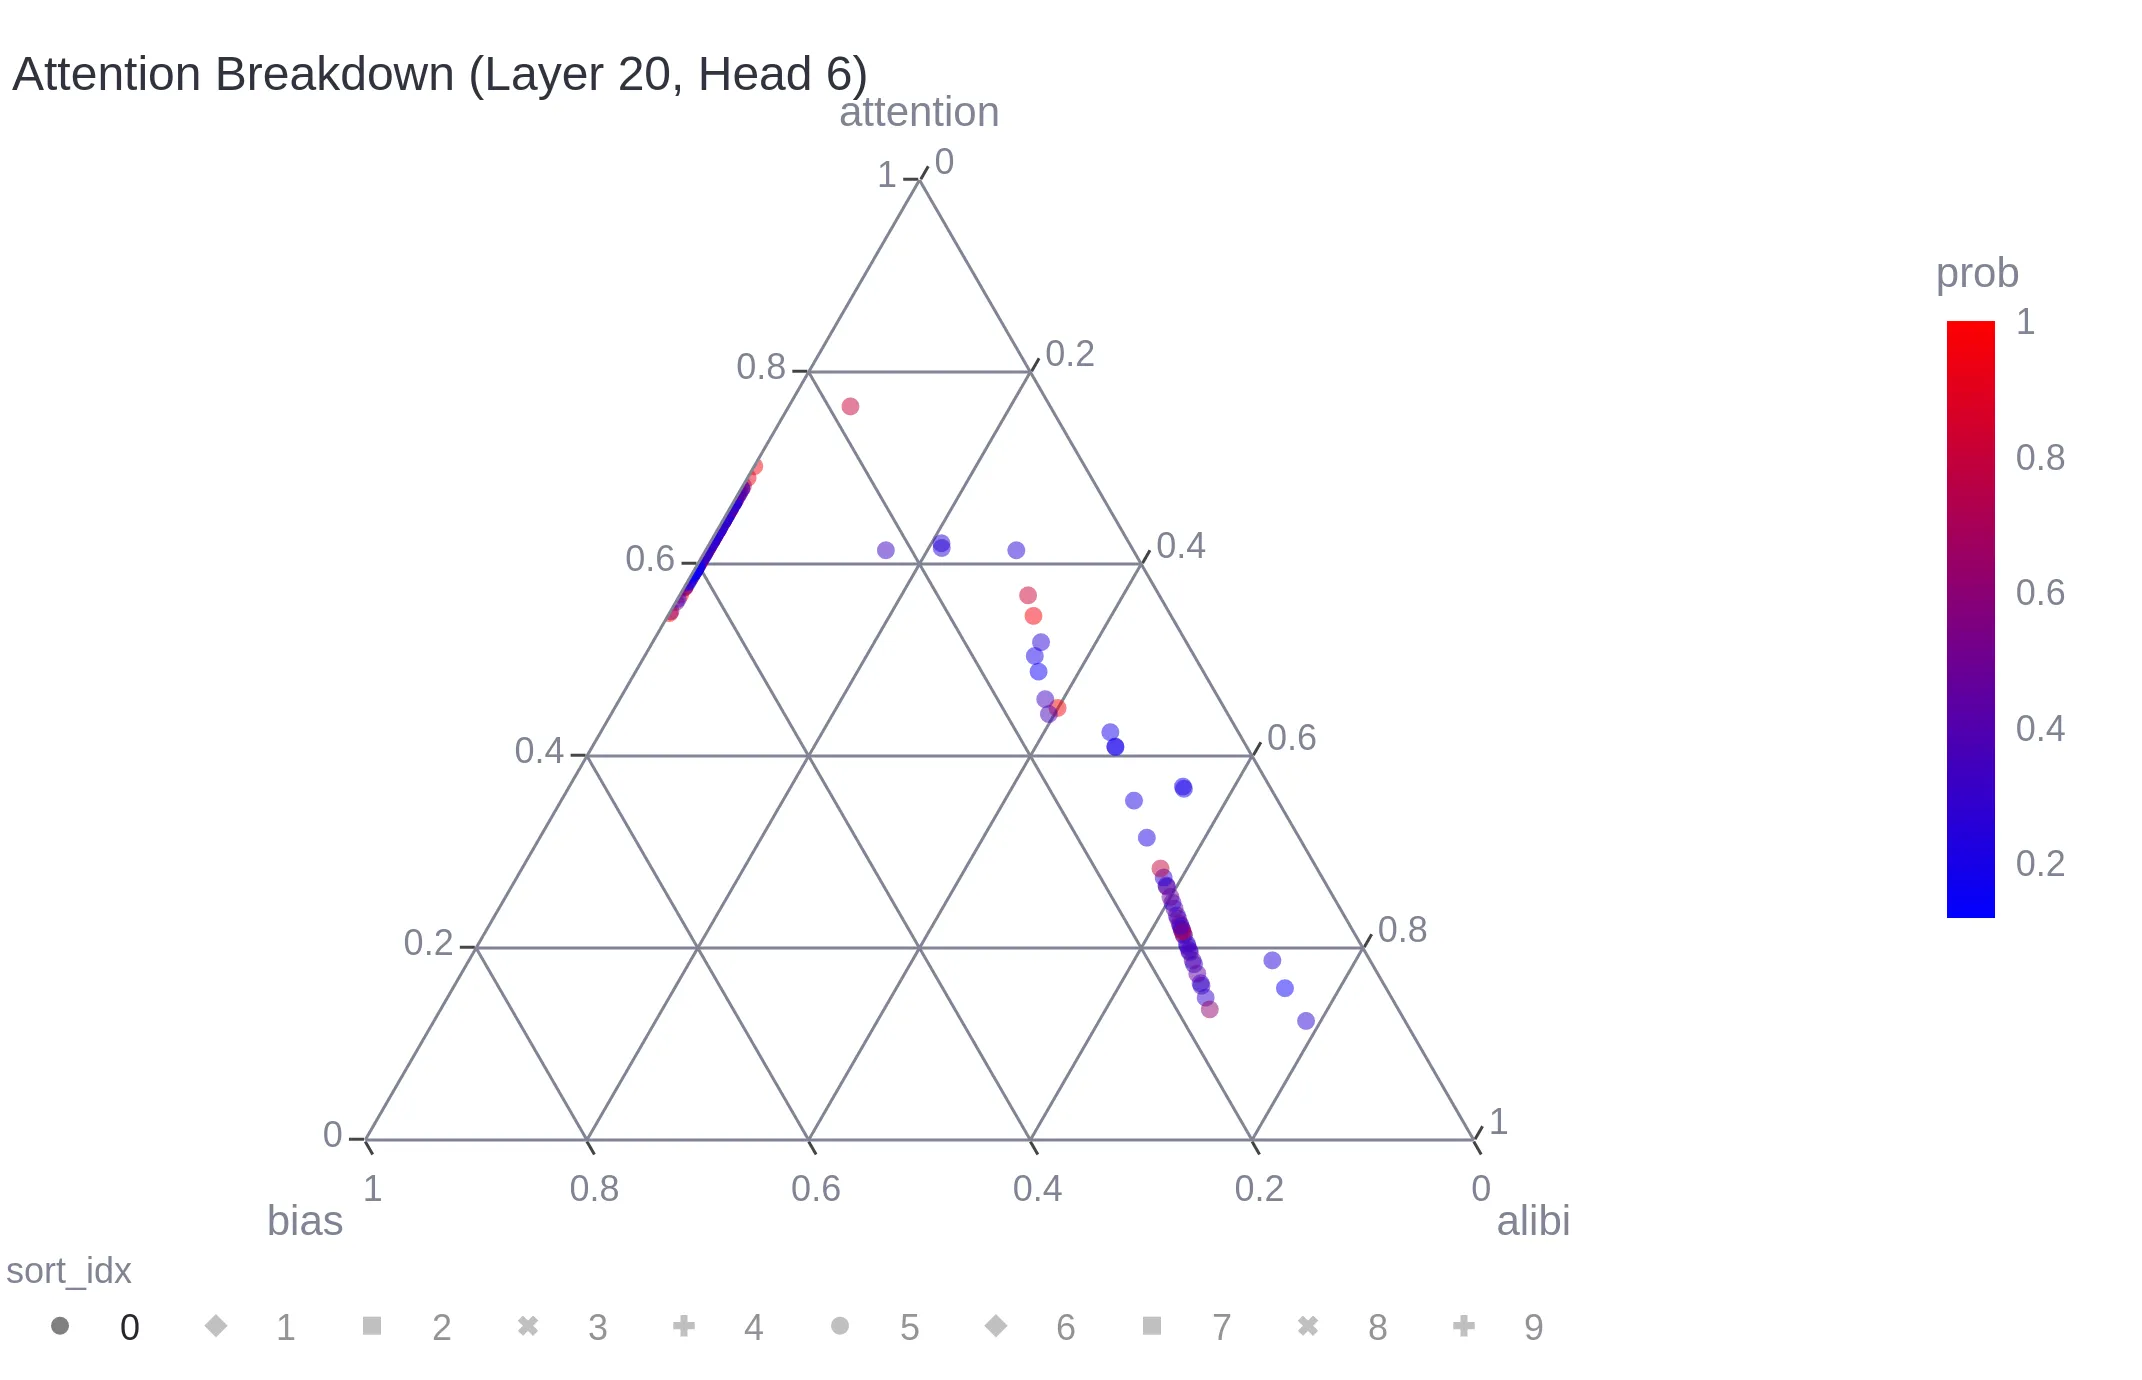 Attention Breakdown (Layer 20, Head 6)
attention
1 0
prob
1
0.8 0.2
0.8
0.6 0.4
0.6
0.4 0.6
0.4
0.2 0.8
0.2
0 1
1 0.8 0.6 0.4 0.2 0
bias alibi
sort_idx
0 1 2 3 4 5 6 7 8 9